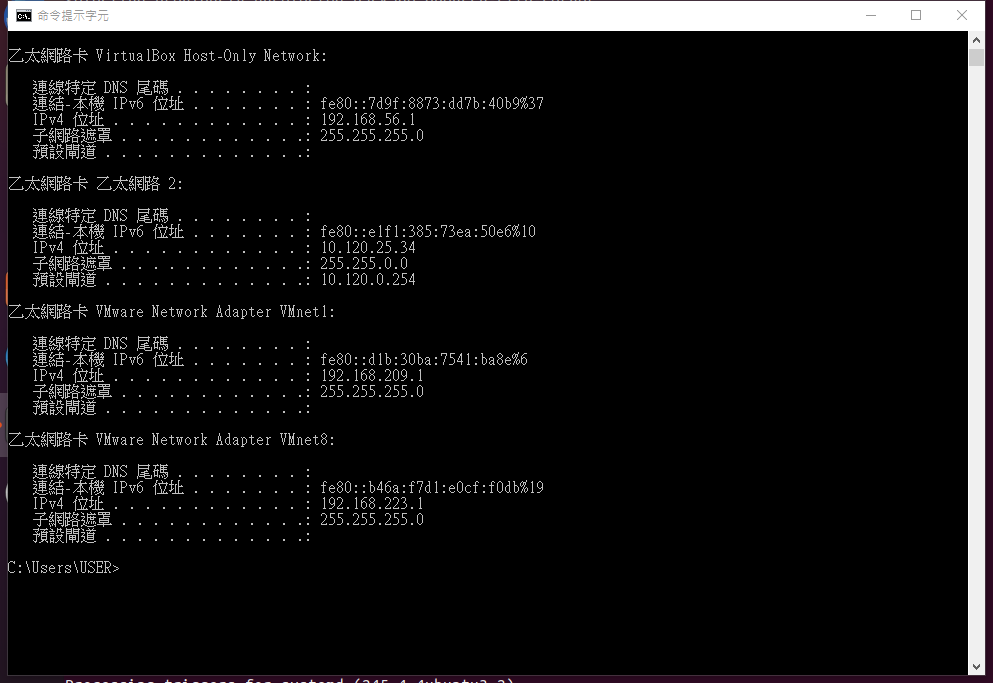 命令提示字元
乙太網路卡 VirtualBox Host-Only Network:
連線特定 DNS 尾碼 . . . . . . . . :
連結-本機 IPv6 位址 . . . . . . . : fe80::7d9f:8873:dd7b:40b9%37
IPv4 位址 . . . . . . . . . . . . : 192.168.56.1
子網路遮罩 . . . . . . . . . . . .: 255.255.255.0
預設閘道 . . . . . . . . . . . . .:
乙太網路卡 乙太網路 2:
連線特定 DNS 尾碼 . . . . . . . . :
連結-本機 IPv6 位址 . . . . . . . : fe80::e1f1:385:73ea:50e6%10
IPv4 位址 . . . . . . . . . . . . : 10.120.25.34
子網路遮罩 . . . . . . . . . . . .: 255.255.0.0
預設閘道 . . . . . . . . . . . . .: 10.120.0.254
乙太網路卡 VMware Network Adapter VMnet1:
連線特定 DNS 尾碼 . . . . . . . . :
連結-本機 IPv6 位址 . . . . . . . : fe80::d1b:30ba:7541:ba8e%6
IPv4 位址 . . . . . . . . . . . . : 192.168.209.1
子網路遮罩 . . . . . . . . . . . .: 255.255.255.0
預設閘道 . . . . . . . . . . . . .:
乙太網路卡 VMware Network Adapter VMnet8:
連線特定 DNS 尾碼 . . . . . . . . :
連結-本機 IPv6 位址 . . . . . . . : fe80::b46a:f7d1:e0cf:f0db%19
IPv4 位址 . . . . . . . . . . . . : 192.168.223.1
子網路遮罩 . . . . . . . . . . . .: 255.255.255.0
預設閘道 . . . . . . . . . . . . .:
C:\Users\USER>